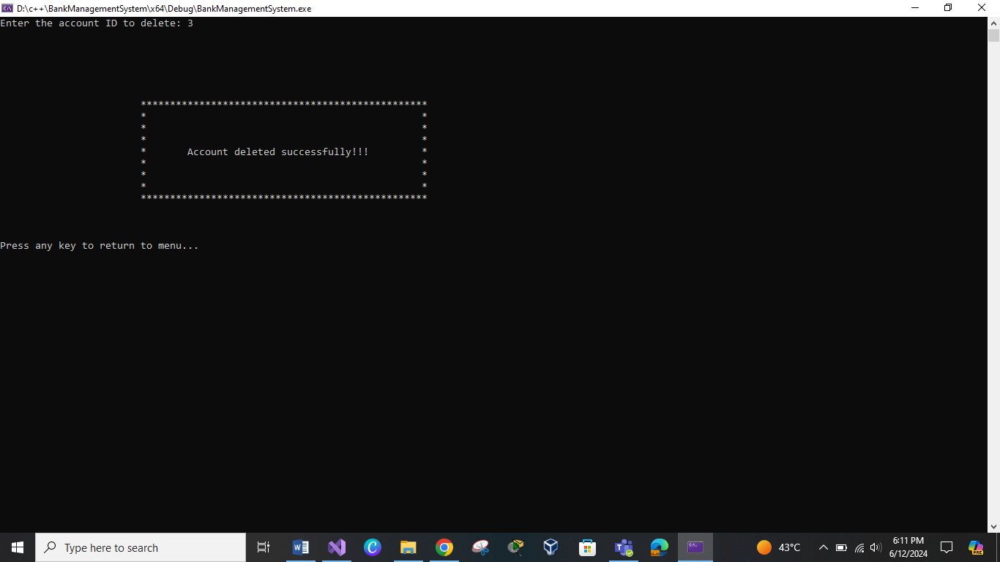 D:\c++\BankManagementSystem\x64\Debug\BankManagementSystem.exe
Enter the account ID to delete: 3
*************************************************
* *
* *
* *
* Account deleted successfully!!! *
* *
* *
* *
*************************************************
Press any key to return to menu...
Type here to search
43°C
6:11 PM
6/12/2024
PRE